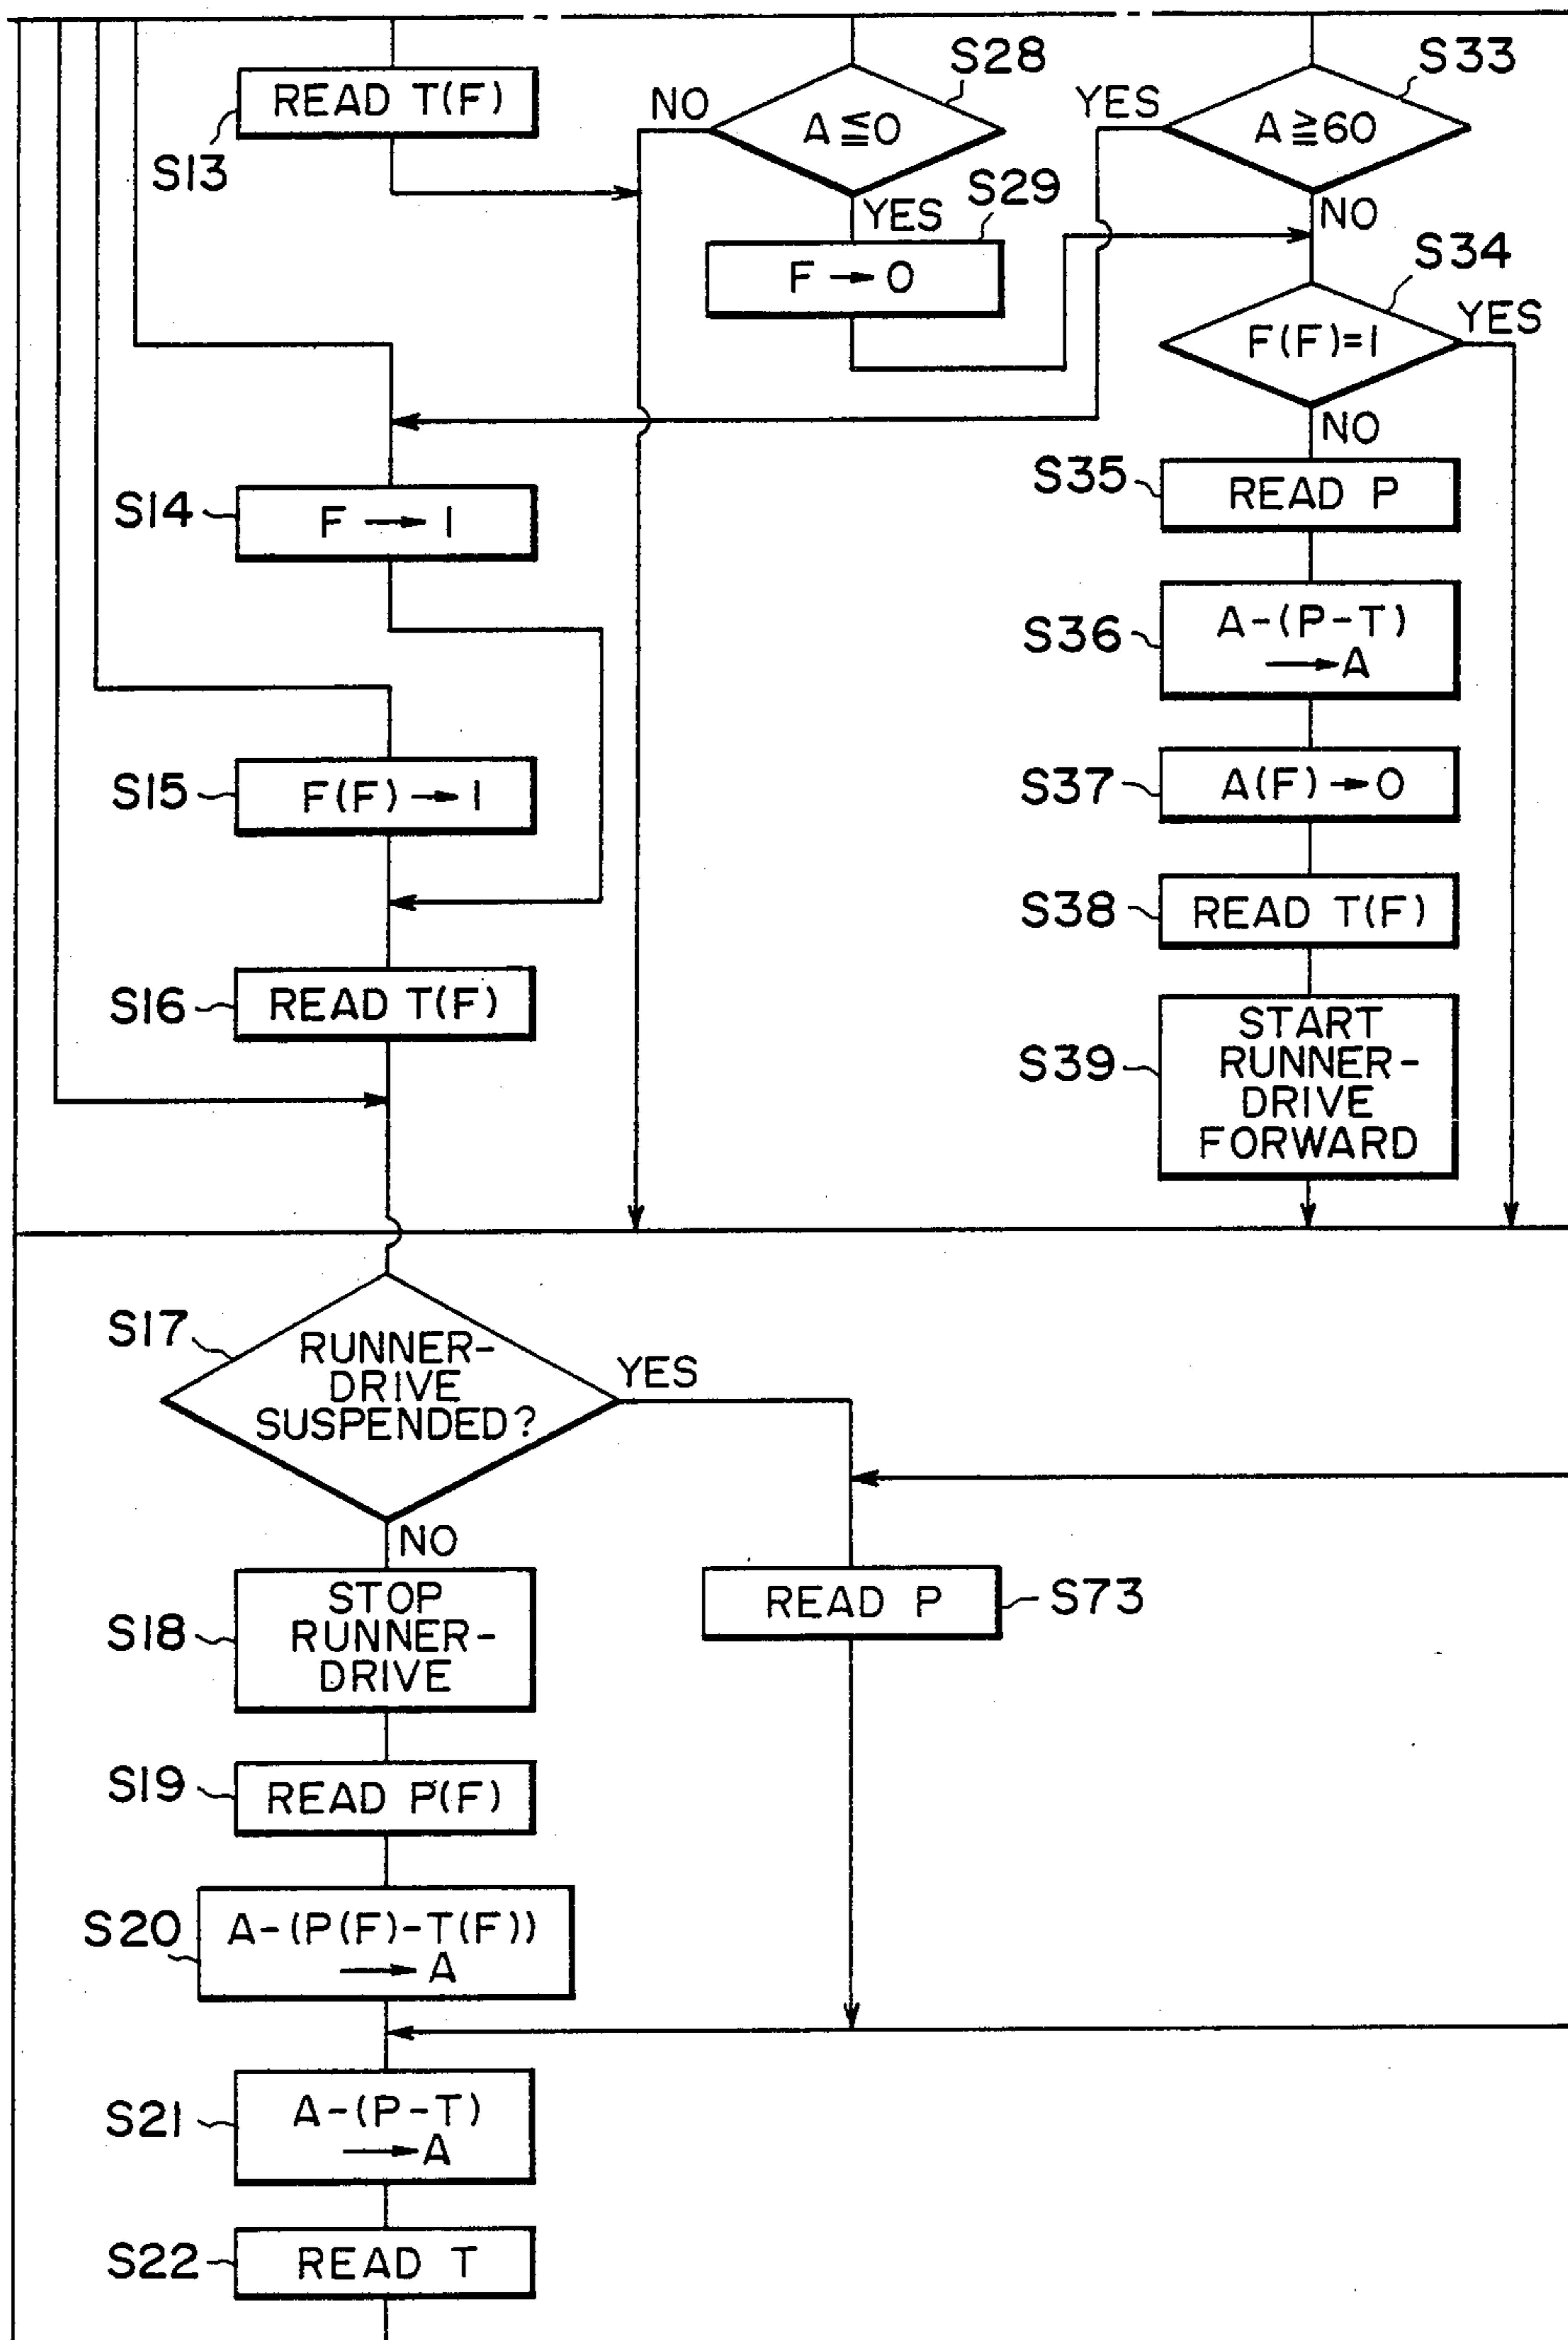 READ T(F)
S13
NO
A≦0
S28
YES
S29
F→0
YES
A≧60
S33
NO
S34
F(F)=1
YES
NO
S14
F→1
S35
READ P
S36
A-(P-T)
→A
S15
F(F)→1
S37
A(F)→0
S38
READ T(F)
S16
READ T(F)
S39
START
RUNNER-
DRIVE
FORWARD
S17
RUNNER-
DRIVE
SUSPENDED?
YES
NO
S18
STOP
RUNNER-
DRIVE
READ P
S73
S19
READ P(F)
S20
A-(P(F)-T(F))
→A
S21
A-(P-T)
→A
S22
READ T